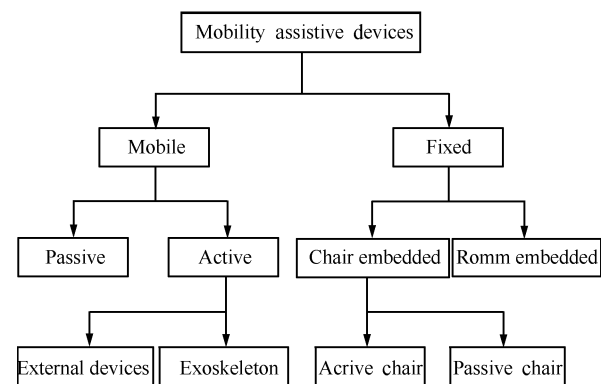 Mobility assistive devices
Mobile
Fixed
Passive
Active
Chair embedded
Romm embedded
External devices
Exoskeleton
Acrive chair
Passive chair